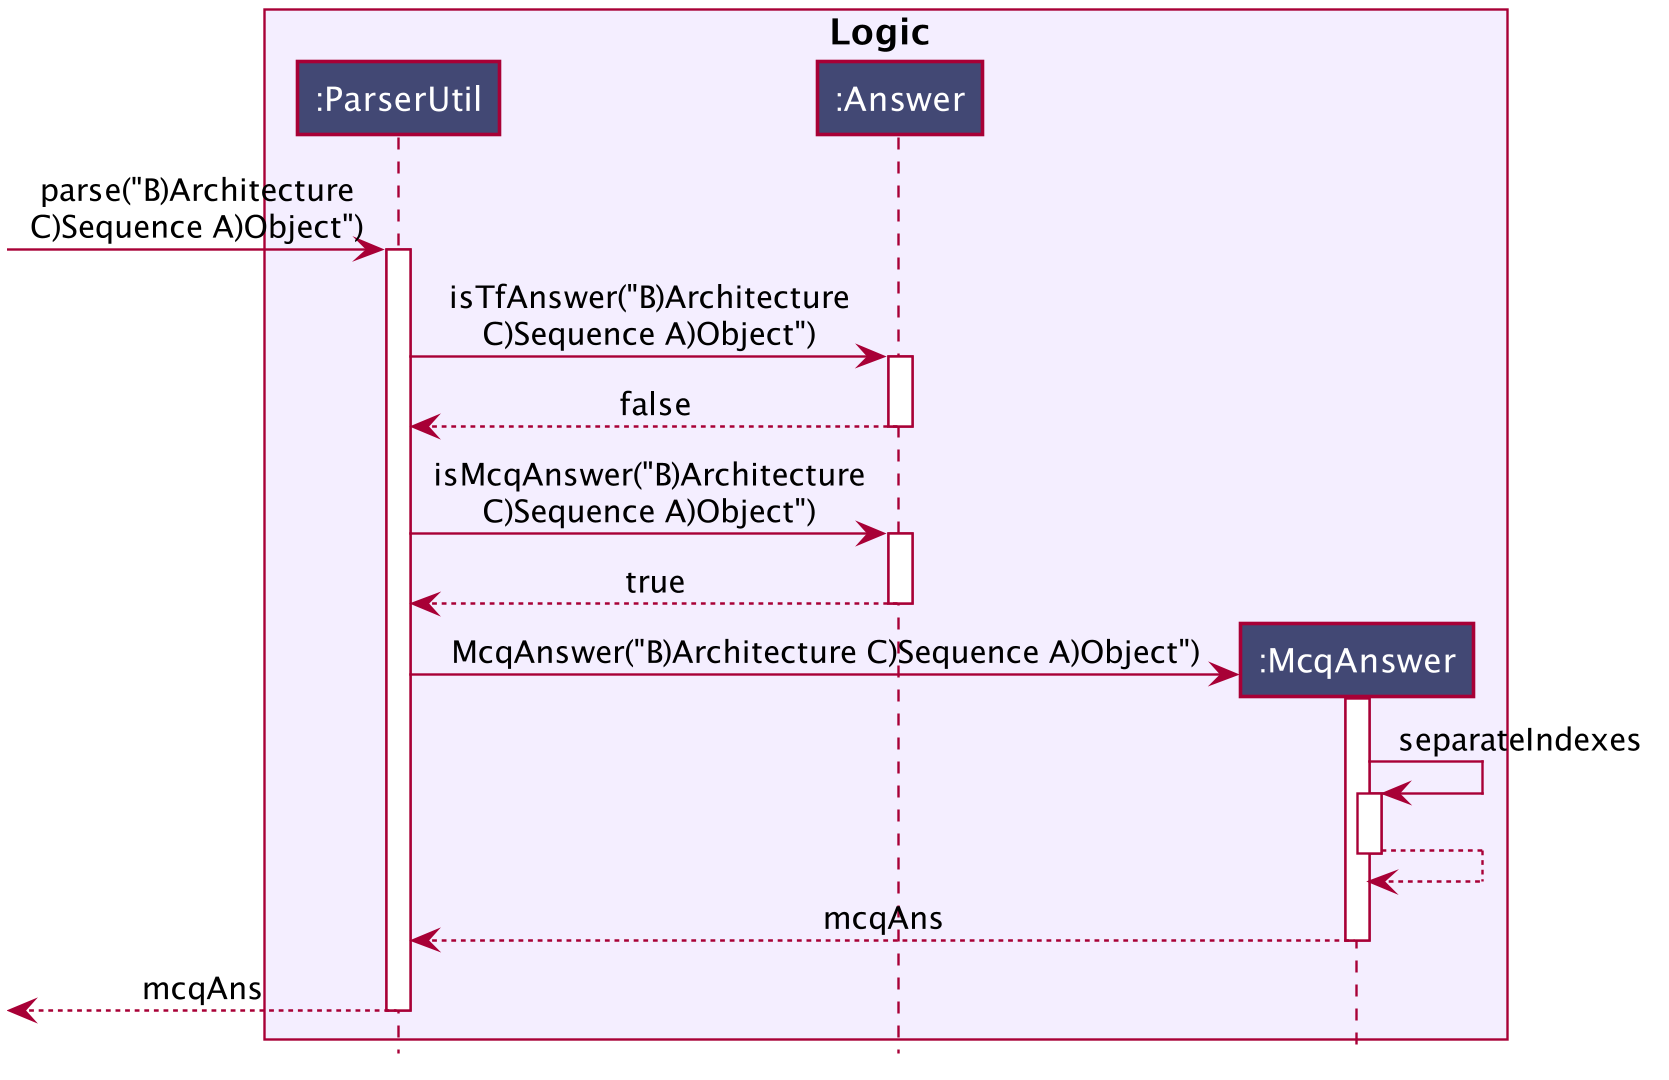 Logic
:ParserUtil
:Answer
parse("B)Architecture
C)Sequence A)Object")
isTfAnswer("B)Architecture
C)Sequence A)Object")
false
isMcqAnswer("B)Architecture
C)Sequence A)Object")
true
McqAnswer("B)Architecture C)Sequence A)Object")
:McqAnswer
separateIndexes
mcqAns
mcqAns